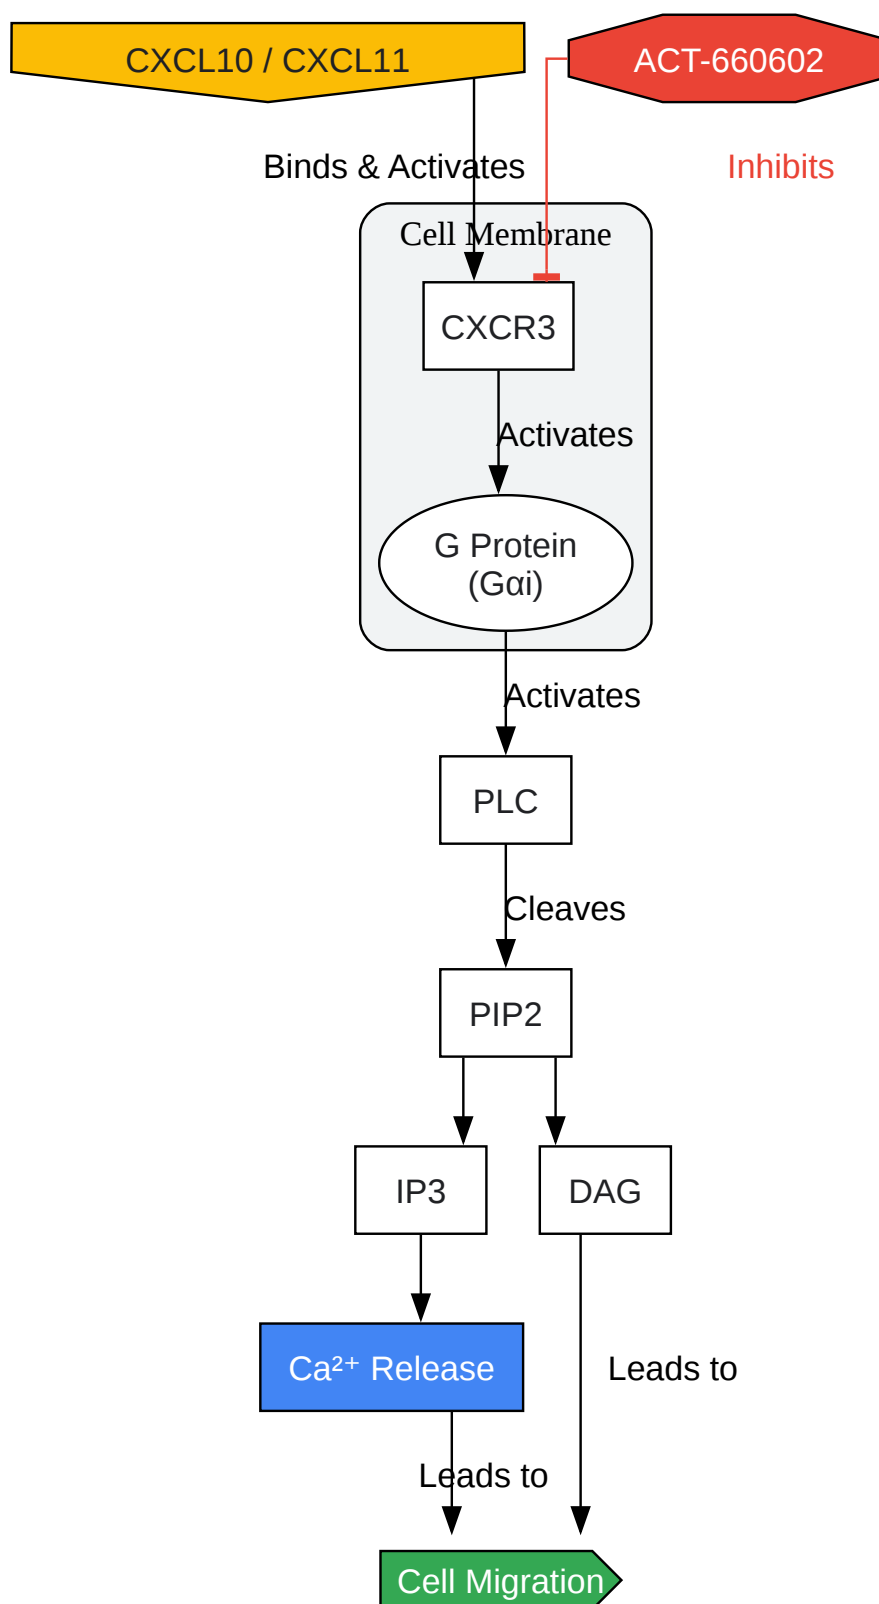 CXCL10 / CXCL11
ACT-660602
Binds & Activates
Inhibits
Cell Membrane
CXCR3
Activates
G Protein
(Gαi)
Activates
PLC
Cleaves
PIP2
IP3
DAG
Ca²⁺ Release
Leads to
Leads to
Cell Migration